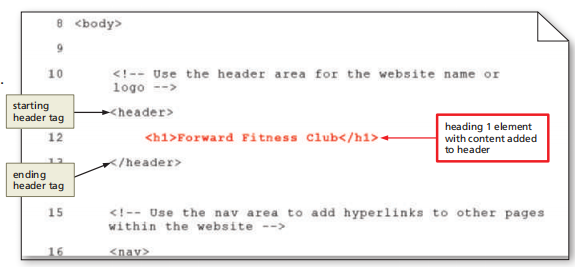 8 <body>
9
10 <!-- Use the header area for the website name or
logo -->
starting
header tag
<header>
12 <h1>Forward Fitness Club</h1>
heading 1 element
with content added
to header
13 </header>
ending
header tag
15 <!-- Use the nav area to add hyperlinks to other pages
within the website -->
16 <nav>